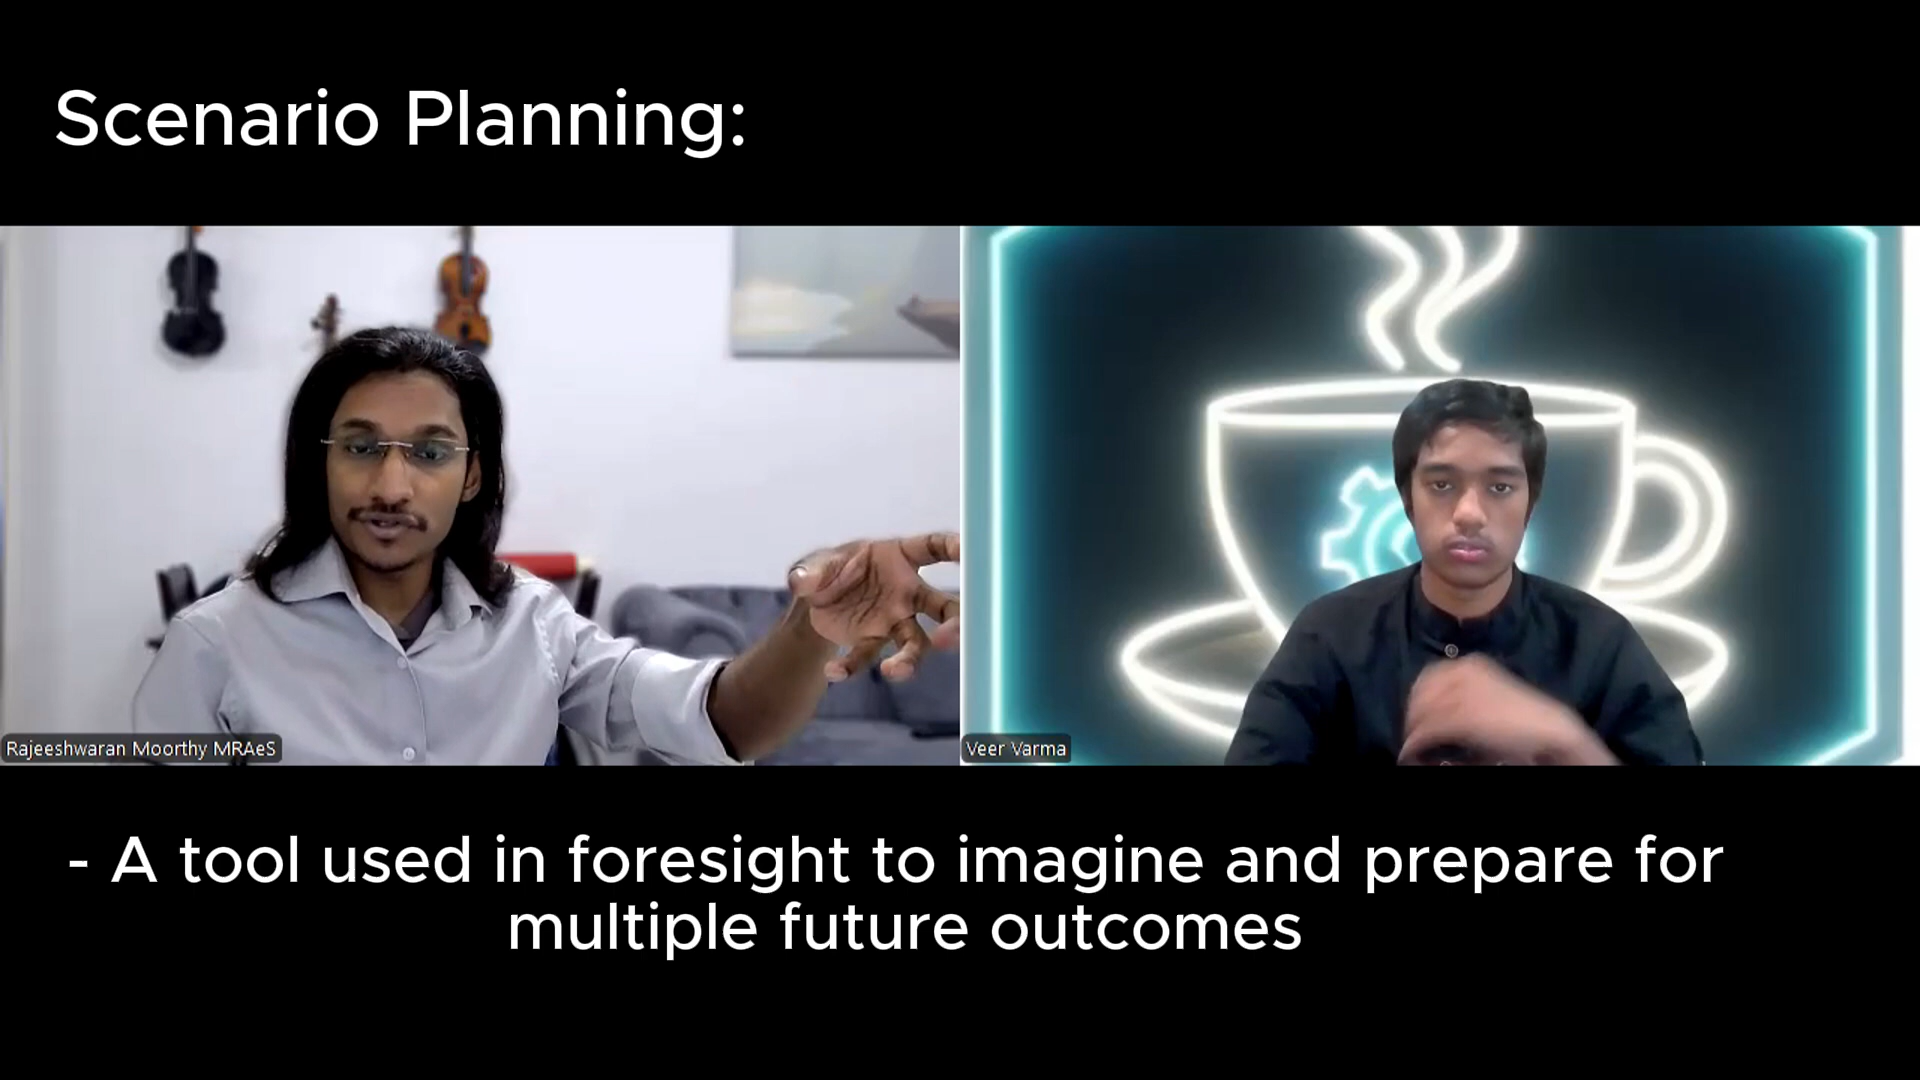 Scenario Planning:
Rajeeshwaran Moorthy MRAeS
Veer Varma
- A tool used in foresight to imagine and prepare for
multiple future outcomes